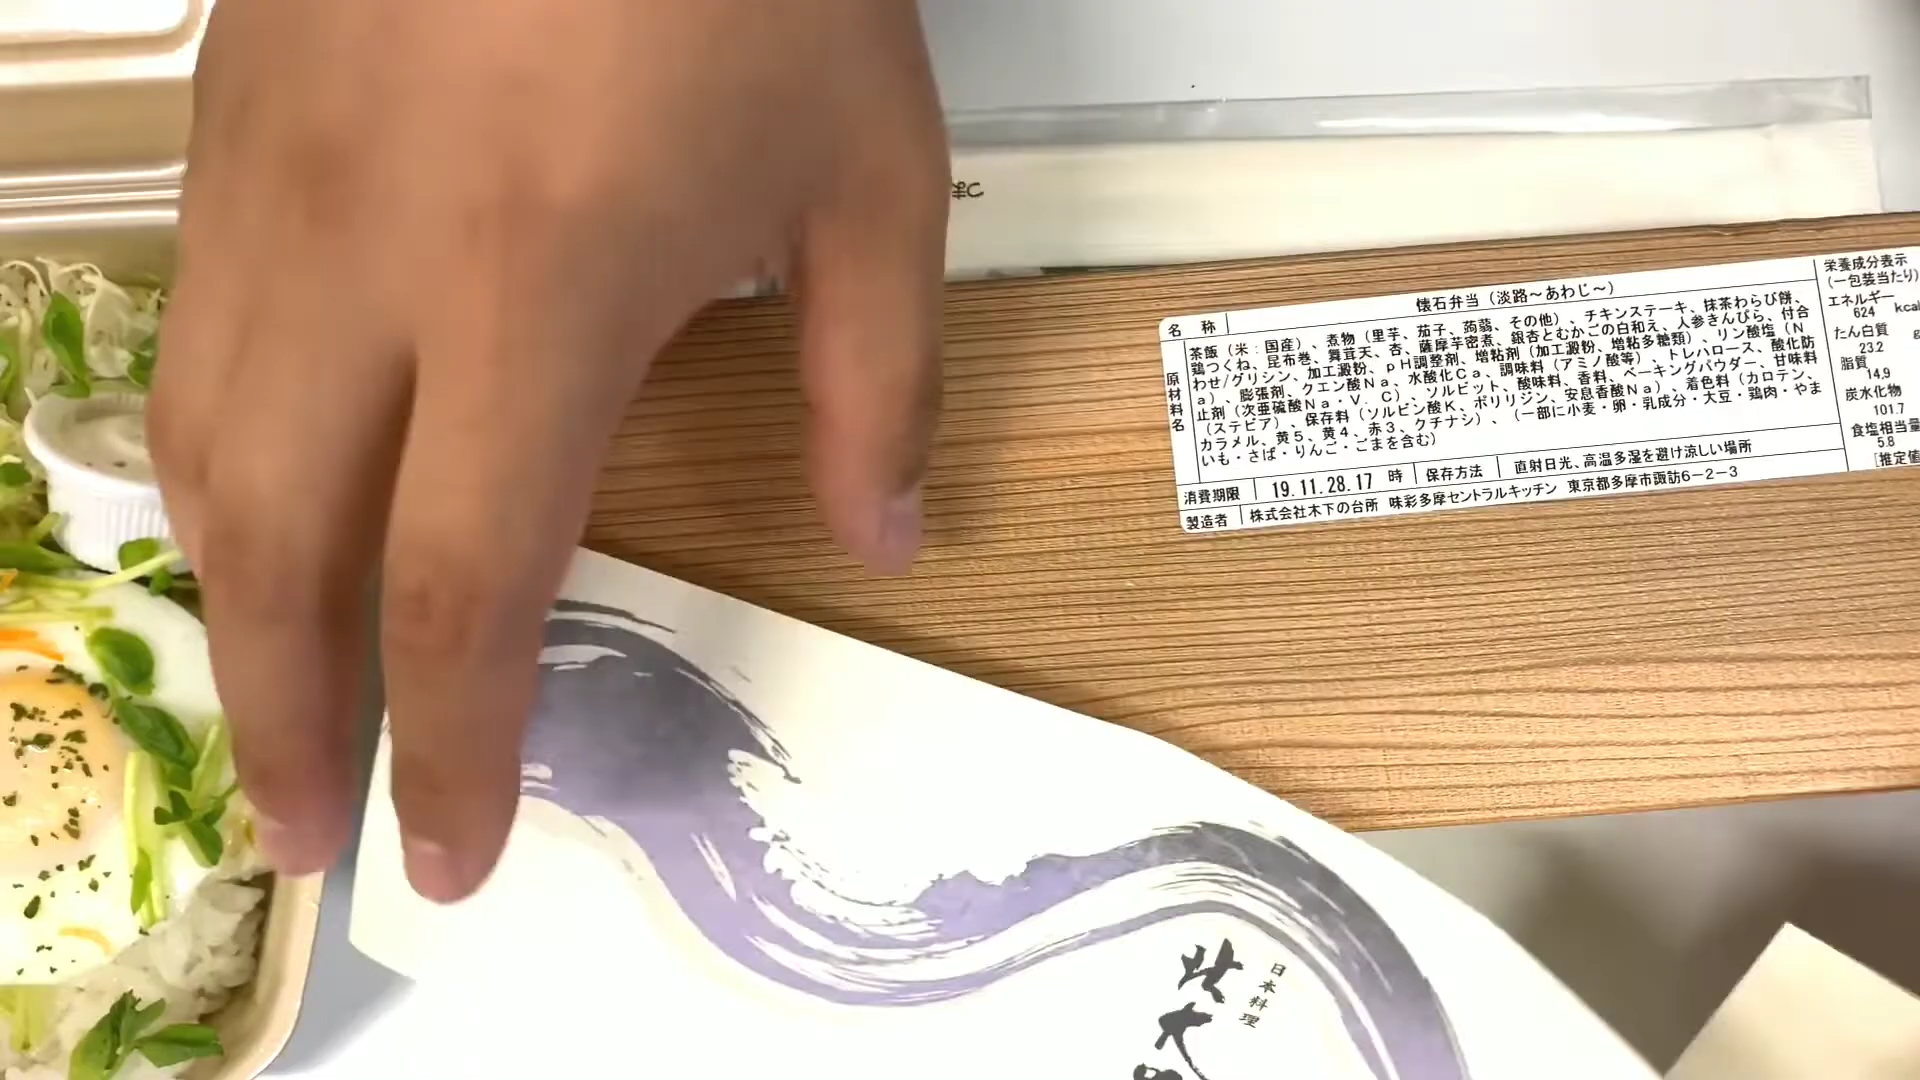 つま
名 称
懐石弁当（淡路～あわじ～）
原材料名
茶飯（米：国産）、煮物（里芋、茄子、蒟蒻、その他）、チキンステーキ、抹茶わらび餅、
鶏つくね、昆布巻、舞茸天、杏、薩摩芋密煮、銀杏とむかごの白和え、人参きんぴら、付合
わせ/グリシン、加工澱粉、ｐＨ調整剤、増粘剤（加工澱粉、増粘多糖類）、リン酸塩（Ｎ
ａ）、膨張剤、クエン酸Ｎａ、水酸化Ｃａ、調味料（アミノ酸等）、トレハロース、酸化防
止剤（次亜硫酸Ｎａ・Ｖ．Ｃ）、ソルビット、酸味料、香料、ベーキングパウダー、甘味料
（ステビア）、保存料（ソルビン酸Ｋ、ポリリジン、安息香酸Ｎａ）、着色料（カロテン、
カラメル、黄５、黄４、赤３、クチナシ）、（一部に小麦・卵・乳成分・大豆・鶏肉・やま
いも・さば・りんご・ごまを含む）
消費期限 19.11.28.17 時 保存方法 直射日光、高温多湿を避け涼しい場所
製造者 株式会社木下の台所 味彩多摩セントラルキッチン 東京都多摩市諏訪6－2－3
栄養成分表示
（一包装当たり）
エネルギー
624 kcal
たん白質
23.2 g
脂質
14.9
炭水化物
101.7
食塩相当量
5.8
[推定値
日本料理
北大